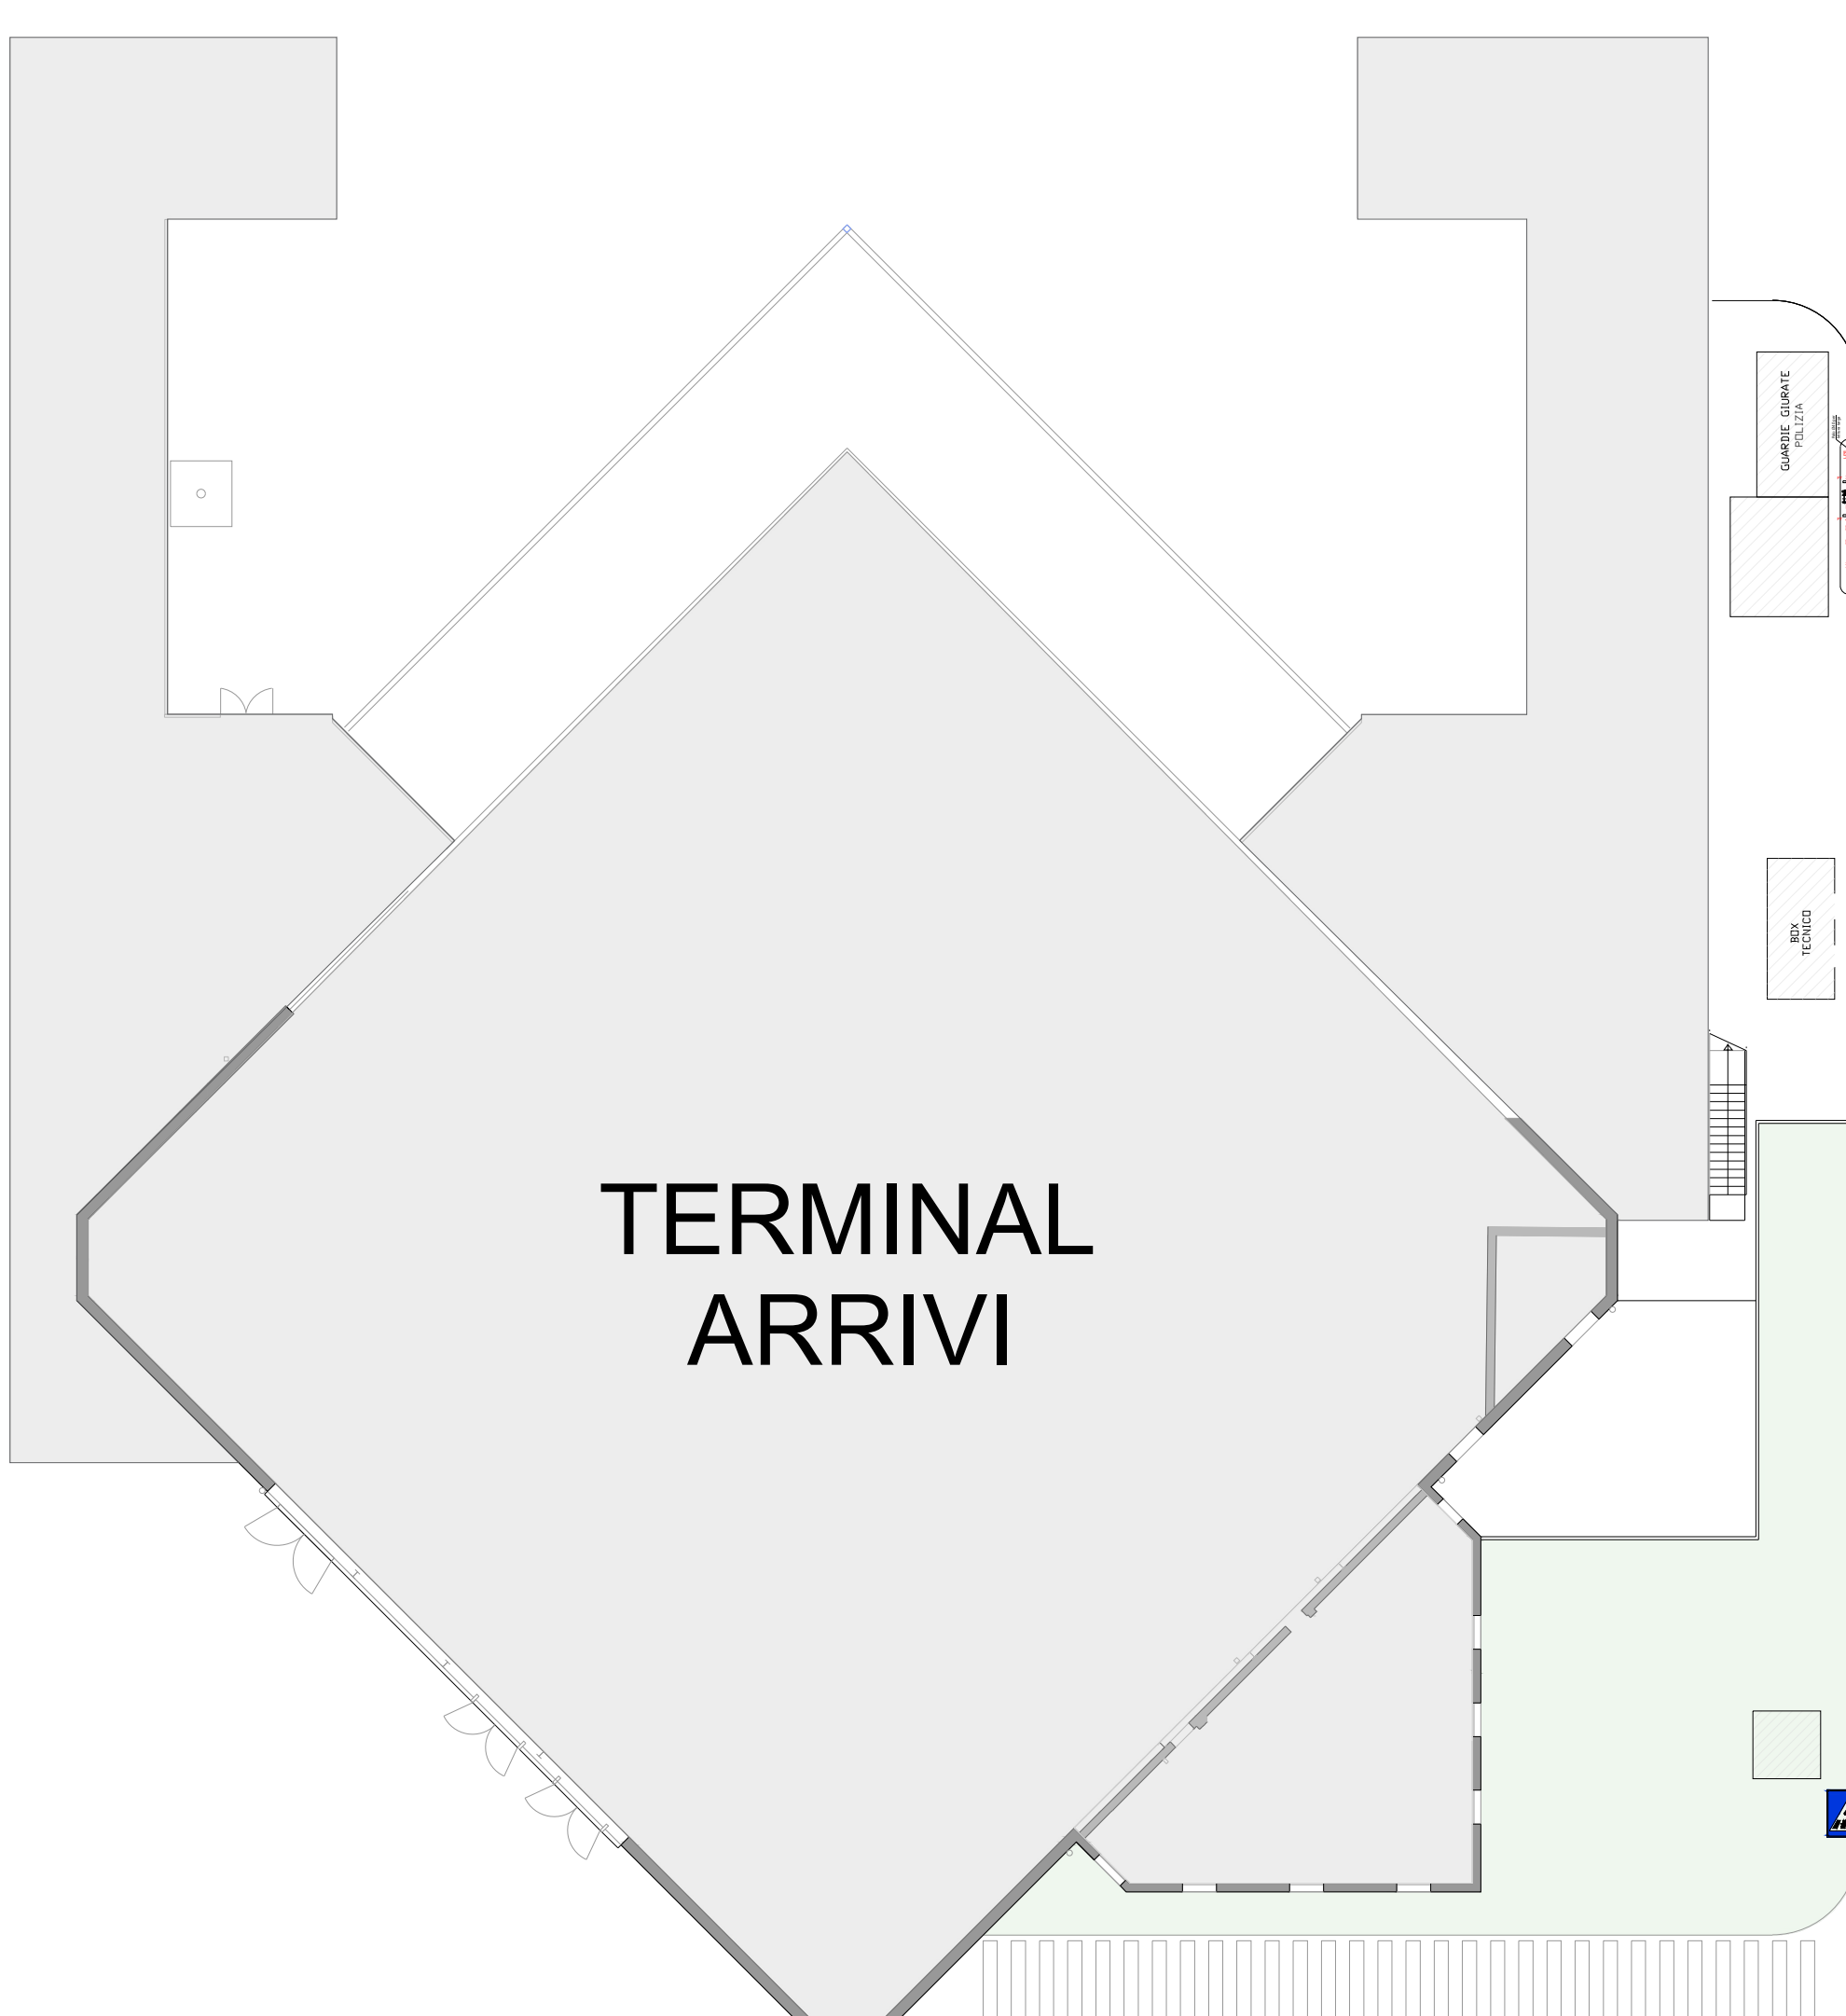 GUARDIE GIURATE
POLIZIA
BOX
TECNICO
TERMINAL
ARRIVI